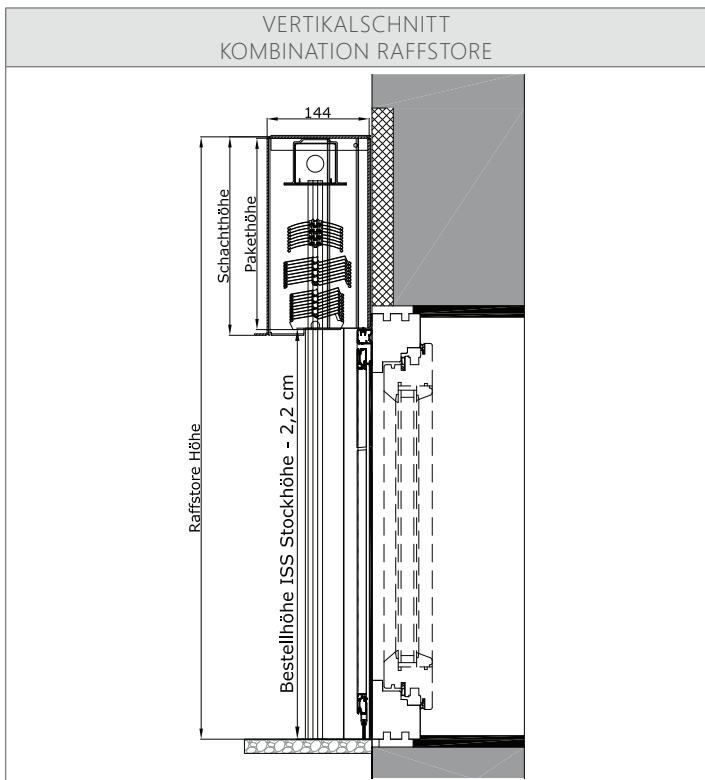 VERTIKALSCHNITT
KOMBINATION RAFFSTORE
144
Schachthöhe
Pakethöhe
Raffstore Höhe
Bestellhöhe ISS Stockhöhe - 2,2 cm